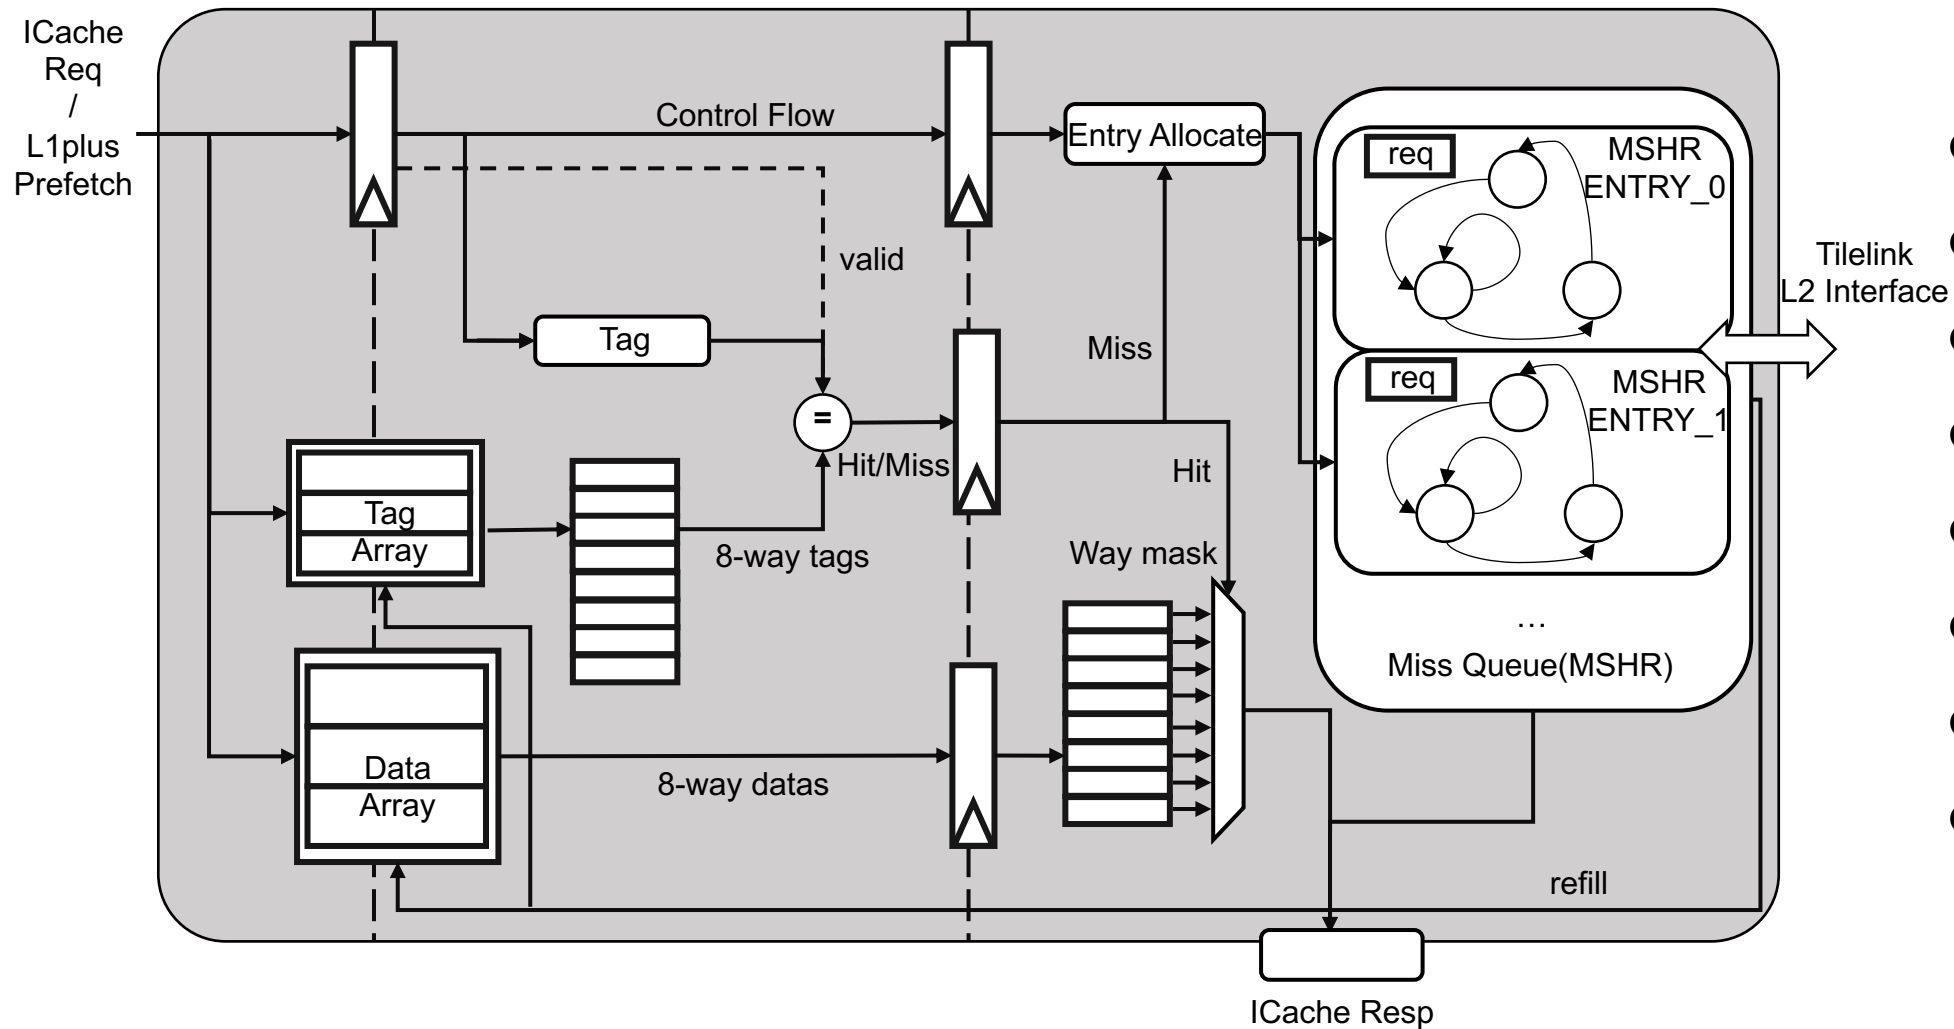 ICache
Req
/
L1plus
Prefetch
Control Flow
Entry Allocate
req
MSHR
ENTRY_0
valid
Tilelink
L2 Interface
Tag
Miss
req
MSHR
ENTRY_1
=
Hit/Miss
Hit
Tag
Array
8-way tags
Way mask
...
Miss Queue(MSHR)
Data
Array
8-way datas
refill
ICache Resp